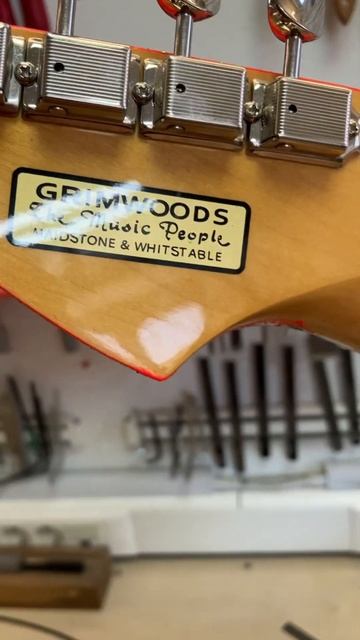 GRIMWOODS
The Music People
MAIDSTONE & WHITSTABLE